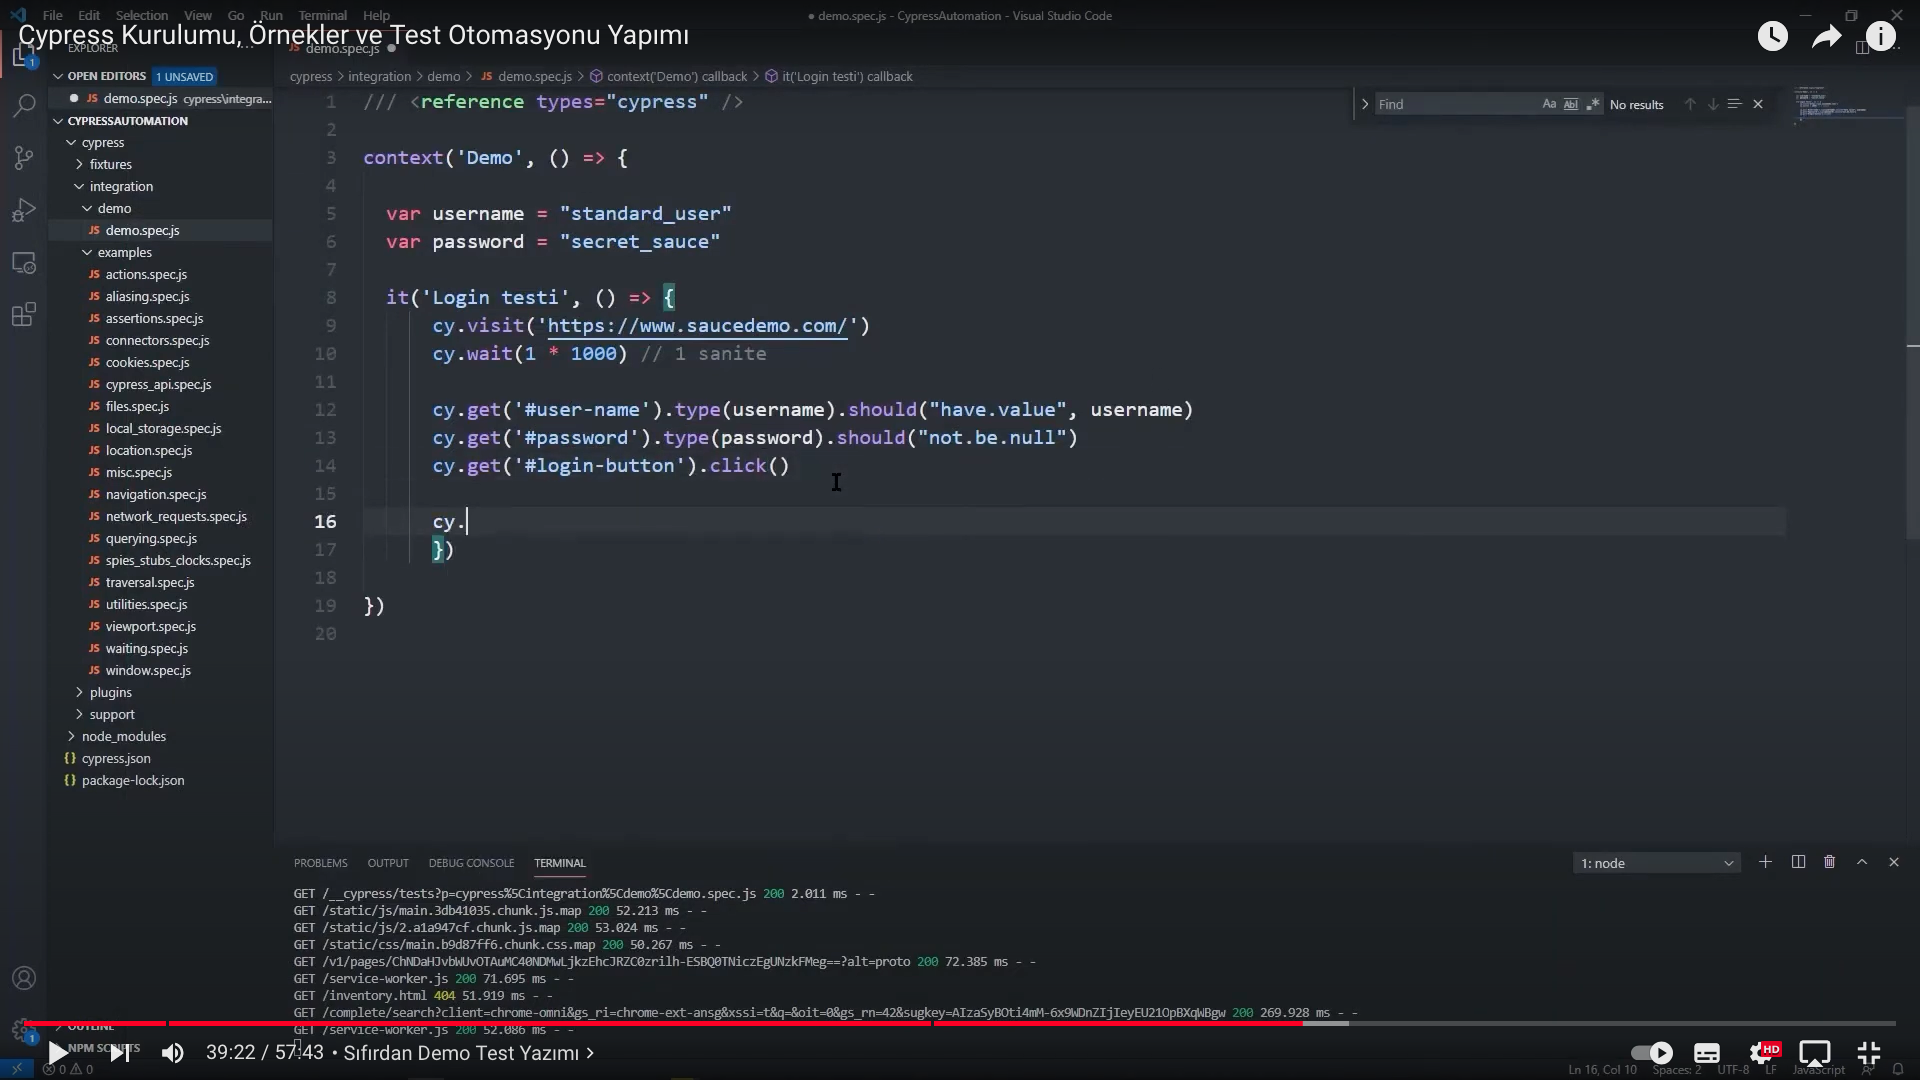 File Edit Selection View Go Run Terminal Help
demo.spec.js - CypressAutomation - Visual Studio Code
Cypress Kurulumu, Örnekler ve Test Otomasyonu Yapımı
EXPLORER
demo.spec.js
OPEN EDITORS 1 UNSAVED
JS demo.spec.js cypress\integra...
CYPRESSAUTOMATION
cypress
fixtures
integration
demo
JS demo.spec.js
examples
JS actions.spec.js
JS aliasing.spec.js
JS assertions.spec.js
JS connectors.spec.js
JS cookies.spec.js
JS cypress_api.spec.js
JS files.spec.js
JS local_storage.spec.js
JS location.spec.js
JS misc.spec.js
JS navigation.spec.js
JS network_requests.spec.js
JS querying.spec.js
JS spies_stubs_clocks.spec.js
JS traversal.spec.js
JS utilities.spec.js
JS viewport.spec.js
JS waiting.spec.js
JS window.spec.js
plugins
support
node_modules
{} cypress.json
{} package-lock.json
OUTLINE
NPM SCRIPTS
cypress > integration > demo > JS demo.spec.js > context('Demo') callback > it('Login testi') callback
Find Aa Abl .* No results
1 /// <reference types="cypress" />
2
3 context('Demo', () => {
4
5 var username = "standard_user"
6 var password = "secret_sauce"
7
8 it('Login testi', () => {
9 cy.visit('https://www.saucedemo.com/')
10 cy.wait(1 * 1000) // 1 sanite
11
12 cy.get('#user-name').type(username).should("have.value", username)
13 cy.get('#password').type(password).should("not.be.null")
14 cy.get('#login-button').click()
15
16 cy.
17 })
18
19 })
20
PROBLEMS OUTPUT DEBUG CONSOLE TERMINAL
1: node
GET /__cypress/tests?p=cypress%5Cintegration%5Cdemo%5Cdemo.spec.js 200 2.011 ms - -
GET /static/js/main.3db41035.chunk.js.map 200 52.213 ms - -
GET /static/js/2.a1a947cf.chunk.js.map 200 53.024 ms - -
GET /static/css/main.b9d87ff6.chunk.css.map 200 50.267 ms - -
GET /v1/pages/ChNDaHJvbWUvOTAuMC40NDMwLjkzEhcJRZC0zrilh-ESBQ0TNiczEgUNzkFMeg==?alt=proto 200 72.385 ms - -
GET /service-worker.js 200 71.695 ms - -
GET /inventory.html 404 51.919 ms - -
GET /complete/search?client=chrome-omni&gs_ri=chrome-ext-ansg&xssi=t&q=&oit=0&gs_rn=42&sugkey=AIzaSyBOti4mM-6x9WDnZIjIeyEU21OpBXqWBgw 200 269.928 ms - -
GET /service-worker.js 200 52.086 ms - -
39:22 / 57:43 • Sıfırdan Demo Test Yazımı
HD
0 0
Ln 16, Col 10 Spaces: 2 UTF-8 LF JavaScript